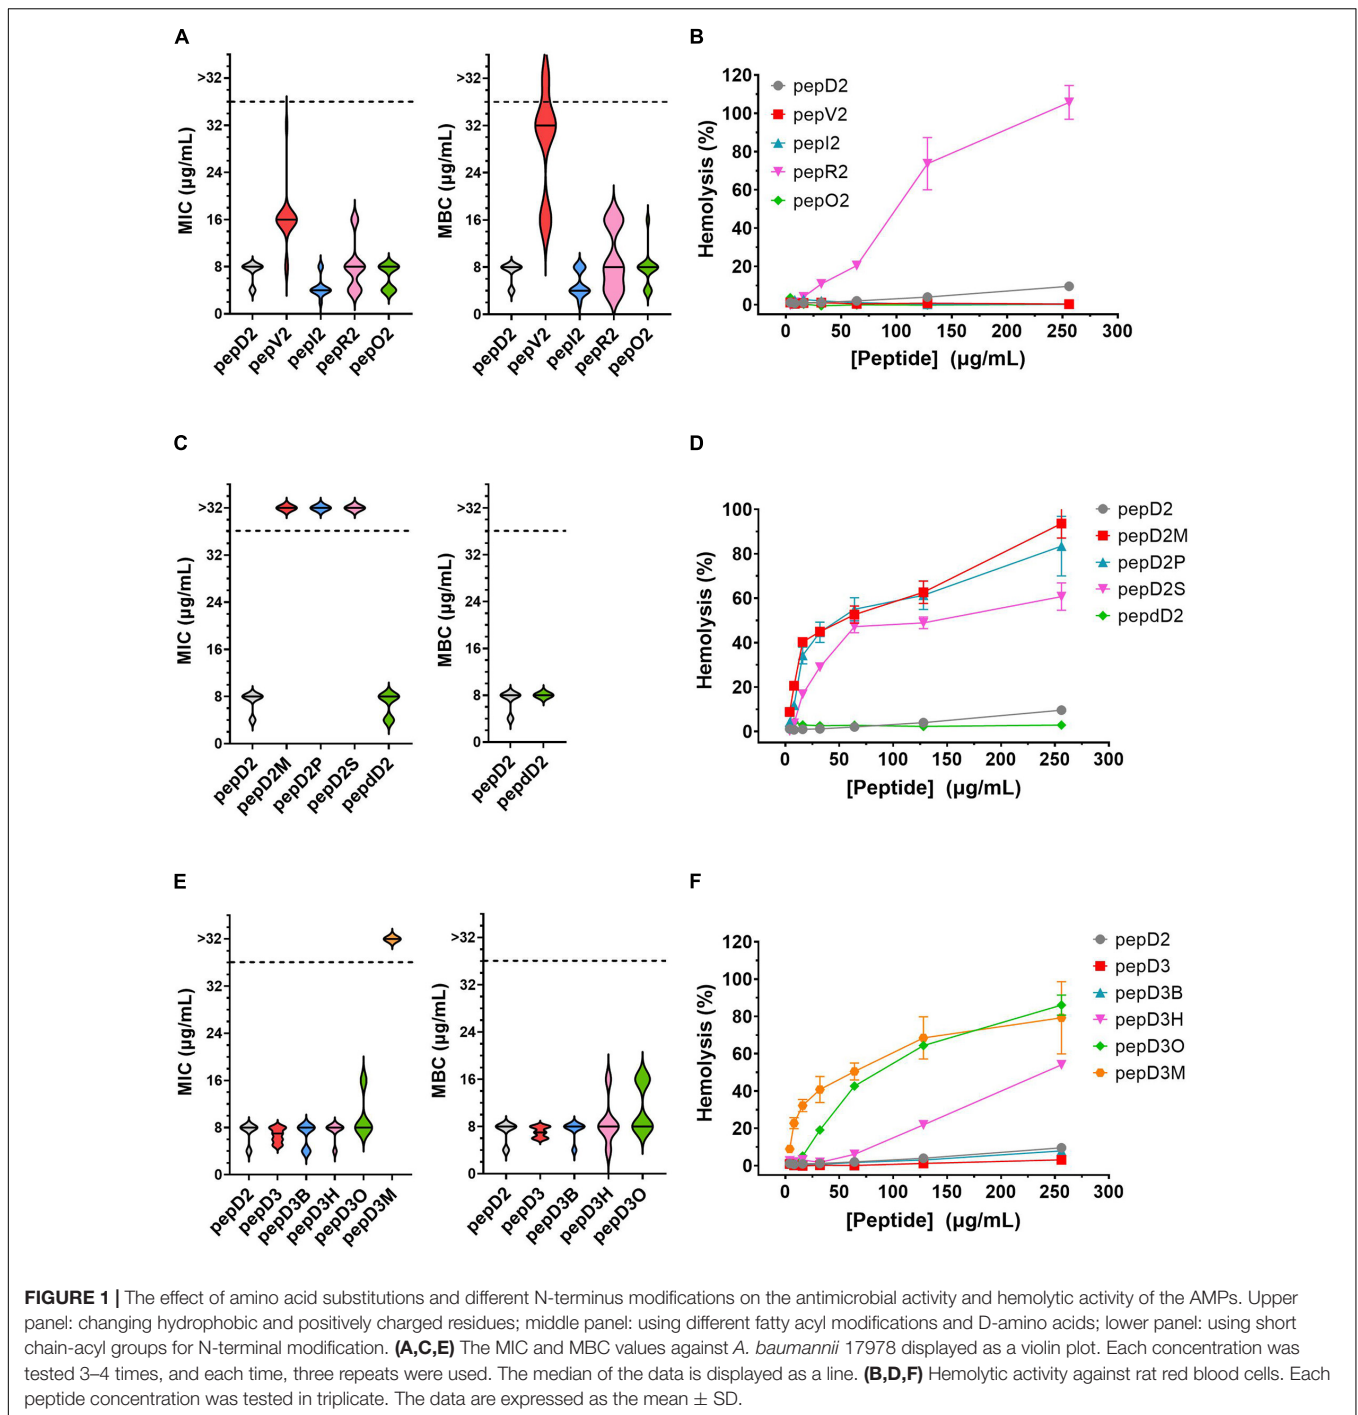 A
>32
32
24
16
8
0
MIC (µg/mL)
pepD2
pepV2
pepI2
pepR2
pepO2
>32
32
24
16
8
0
MBC (µg/mL)
pepD2
pepV2
pepI2
pepR2
pepO2
B
120
100
80
60
40
20
0
Hemolysis (%)
pepD2
pepV2
pepI2
pepR2
pepO2
0 50 100 150 200 250 300
[Peptide] (µg/mL)
C
>32
32
24
16
8
0
MIC (µg/mL)
pepD2
pepD2M
pepD2P
pepD2S
pepdD2
>32
32
24
16
8
0
MBC (µg/mL)
pepD2
pepdD2
D
100
80
60
40
20
0
Hemolysis (%)
pepD2
pepD2M
pepD2P
pepD2S
pepdD2
0 50 100 150 200 250 300
[Peptide] (µg/mL)
E
>32
32
24
16
8
0
MIC (µg/mL)
pepD2
pepD3
pepD3B
pepD3H
pepD3O
pepD3M
>32
32
24
16
8
0
MBC (µg/mL)
pepD2
pepD3
pepD3B
pepD3H
pepD3O
F
120
100
80
60
40
20
0
Hemolysis (%)
pepD2
pepD3
pepD3B
pepD3H
pepD3O
pepD3M
0 50 100 150 200 250 300
[Peptide] (µg/mL)
FIGURE 1 | The effect of amino acid substitutions and different N-terminus modifications on the antimicrobial activity and hemolytic activity of the AMPs. Upper
panel: changing hydrophobic and positively charged residues; middle panel: using different fatty acyl modifications and D-amino acids; lower panel: using short
chain-acyl groups for N-terminal modification. (A,C,E) The MIC and MBC values against A. baumannii 17978 displayed as a violin plot. Each concentration was
tested 3–4 times, and each time, three repeats were used. The median of the data is displayed as a line. (B,D,F) Hemolytic activity against rat red blood cells. Each
peptide concentration was tested in triplicate. The data are expressed as the mean ± SD.